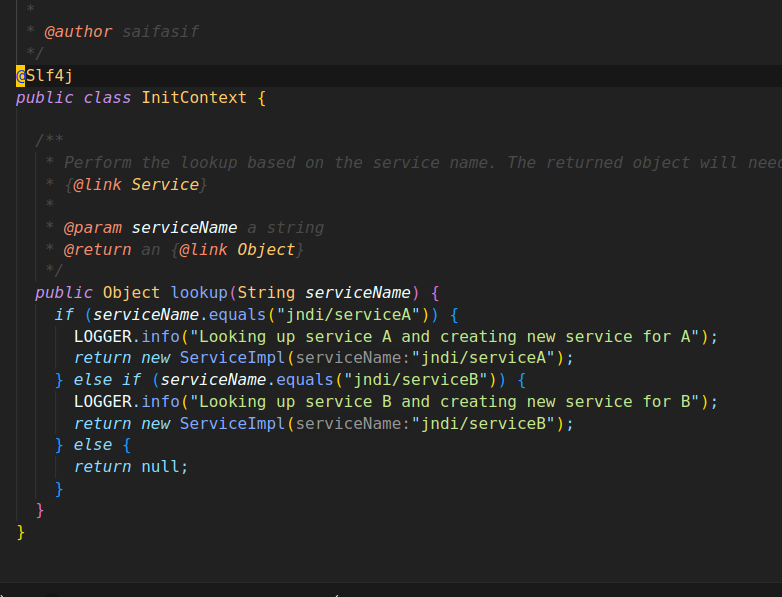 *
* @author saifasif
*/
@Slf4j
public class InitContext {
/**
* Perform the lookup based on the service name. The returned object will need
* {@link Service}
*
* @param serviceName a string
* @return an {@link Object}
*/
public Object lookup(String serviceName) {
if (serviceName.equals("jndi/serviceA")) {
LOGGER.info("Looking up service A and creating new service for A");
return new ServiceImpl(serviceName:"jndi/serviceA");
} else if (serviceName.equals("jndi/serviceB")) {
LOGGER.info("Looking up service B and creating new service for B");
return new ServiceImpl(serviceName:"jndi/serviceB");
} else {
return null;
}
}
}